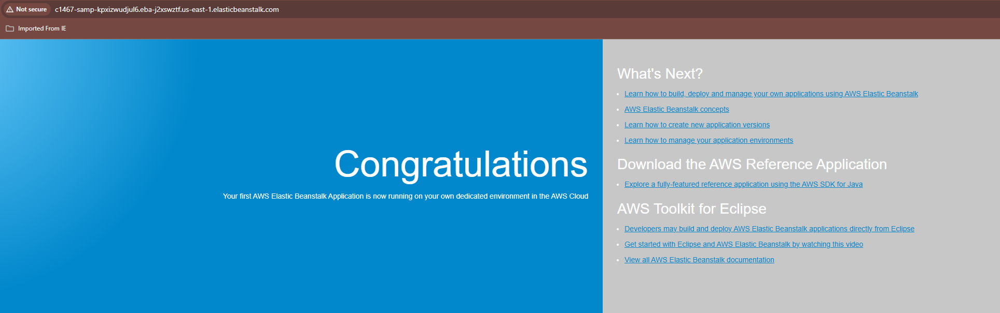 Not secure c1467-samp-kpxizwudjul6.eba-j2xswztf.us-east-1.elasticbeanstalk.com
Imported From IE
Congratulations
Your first AWS Elastic Beanstalk Application is now running on your own dedicated environment in the AWS Cloud
What's Next?
Learn how to build, deploy and manage your own applications using AWS Elastic Beanstalk
AWS Elastic Beanstalk concepts
Learn how to create new application versions
Learn how to manage your application environments
Download the AWS Reference Application
Explore a fully-featured reference application using the AWS SDK for Java
AWS Toolkit for Eclipse
Developers may build and deploy AWS Elastic Beanstalk applications directly from Eclipse
Get started with Eclipse and AWS Elastic Beanstalk by watching this video
View all AWS Elastic Beanstalk documentation